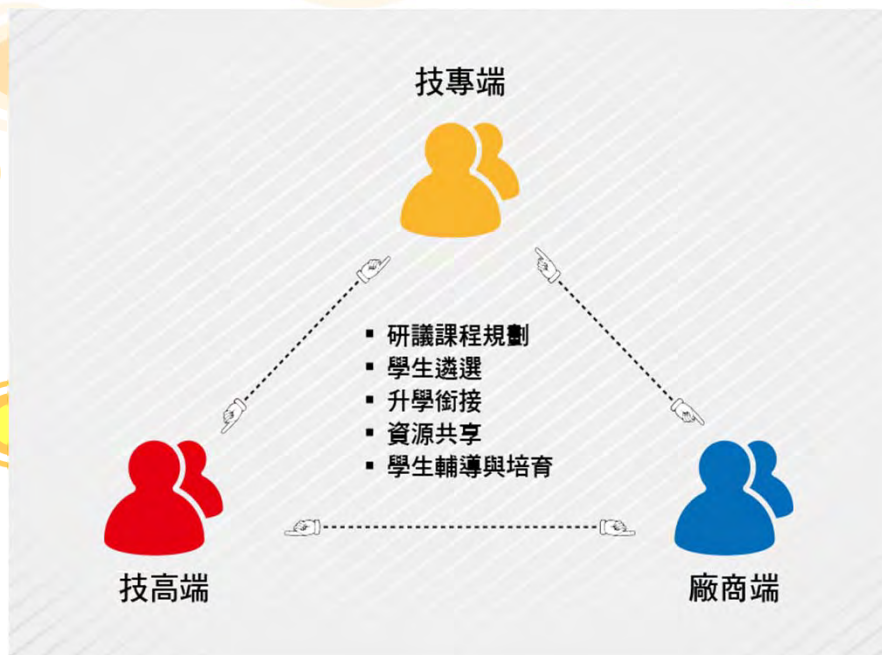 技專端
▪ 研議課程規劃
▪ 學生遴選
▪ 升學銜接
▪ 資源共享
▪ 學生輔導與培育
技高端
廠商端